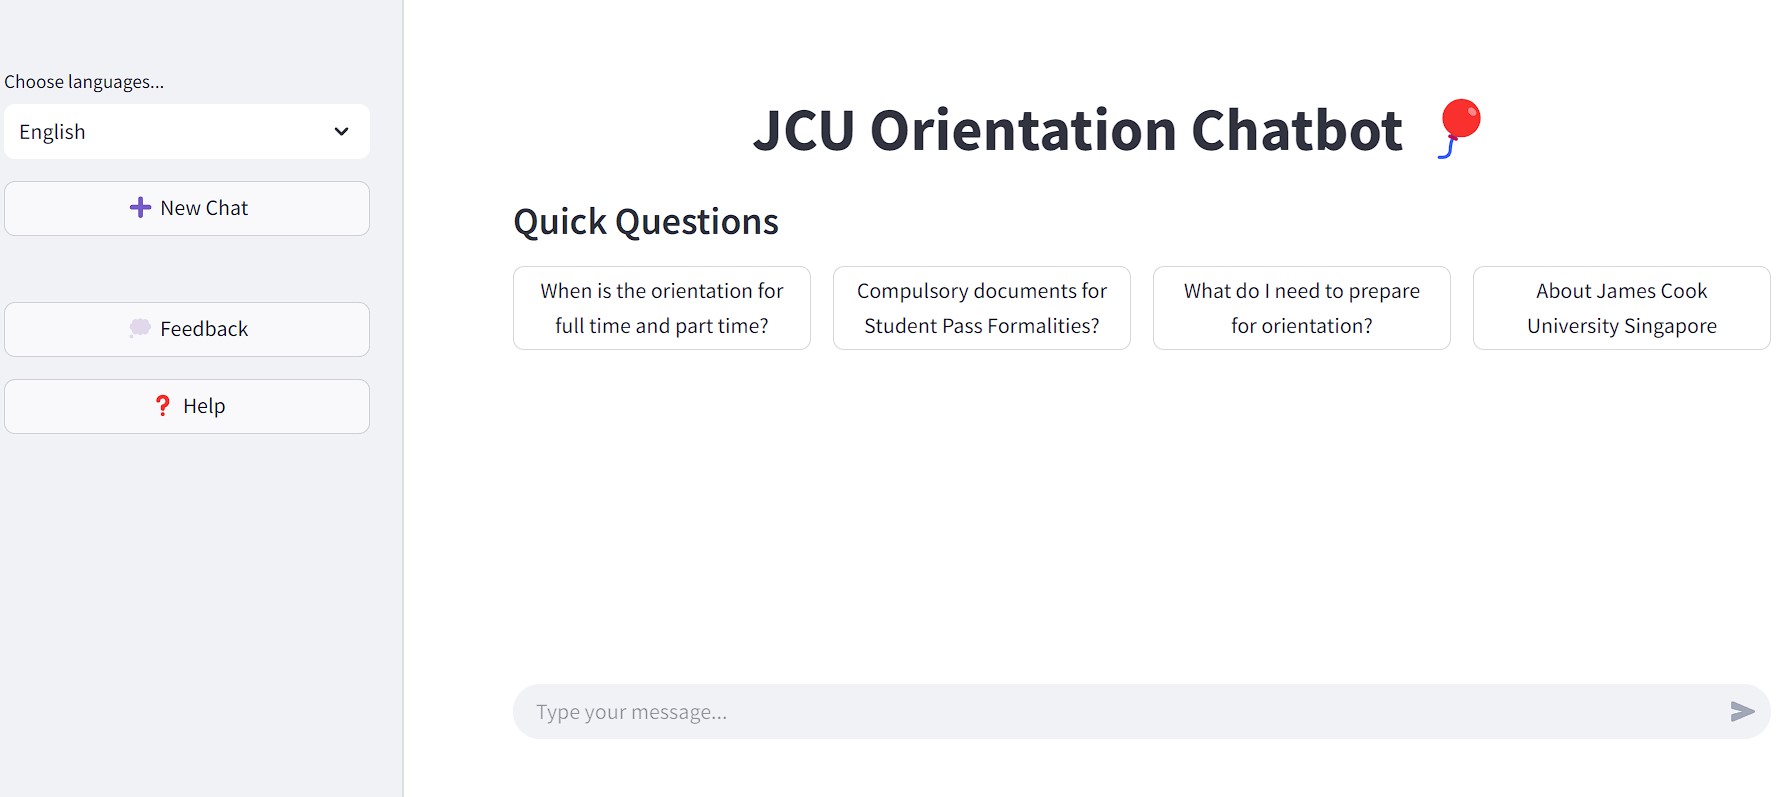 Choose languages...
English
New Chat
Feedback
Help
JCU Orientation Chatbot
Quick Questions
When is the orientation for
full time and part time?
Compulsory documents for
Student Pass Formalities?
What do I need to prepare
for orientation?
About James Cook
University Singapore
Type your message...